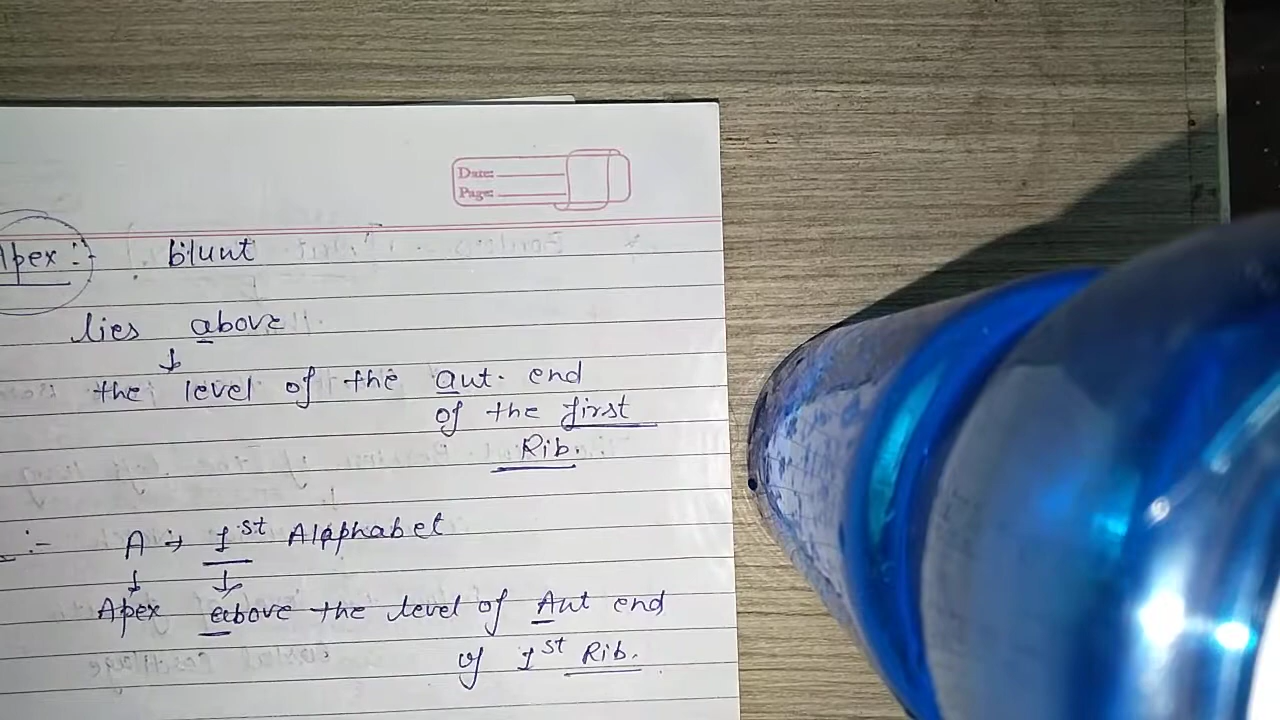 Date:
Page:
Apex :- blunt
lies above
↓
the level of the ant. end
of the first
Rib.
:- A → 1st Alaphabet
↓ ↓
Apex above the level of Ant end
of 1st Rib.